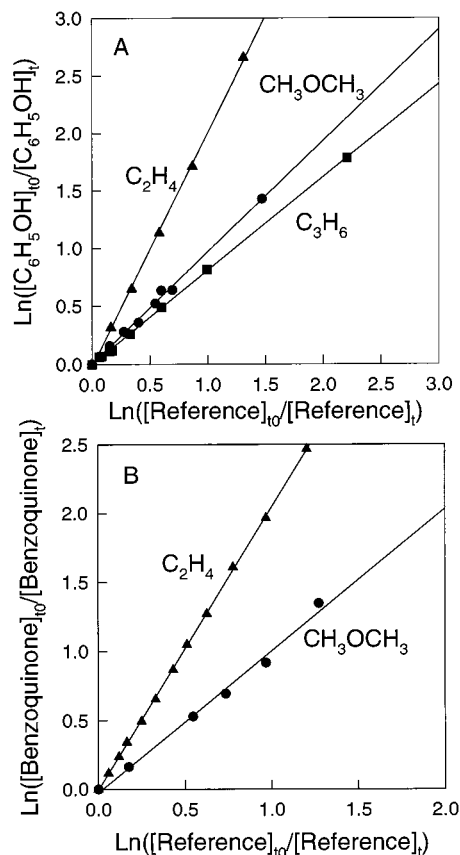 A
3.0
2.5
2.0
1.5
1.0
0.5
0.0
Ln([C₆H₅OH]ₜ₀/[C₆H₅OH]ₜ)
C₂H₄
CH₃OCH₃
C₃H₆
0.0 0.5 1.0 1.5 2.0 2.5 3.0
Ln([Reference]ₜ₀/[Reference]ₜ)
B
2.5
2.0
1.5
1.0
0.5
0.0
Ln([Benzoquinone]ₜ₀/[Benzoquinone]ₜ)
C₂H₄
CH₃OCH₃
0.0 0.5 1.0 1.5 2.0
Ln([Reference]ₜ₀/[Reference]ₜ)